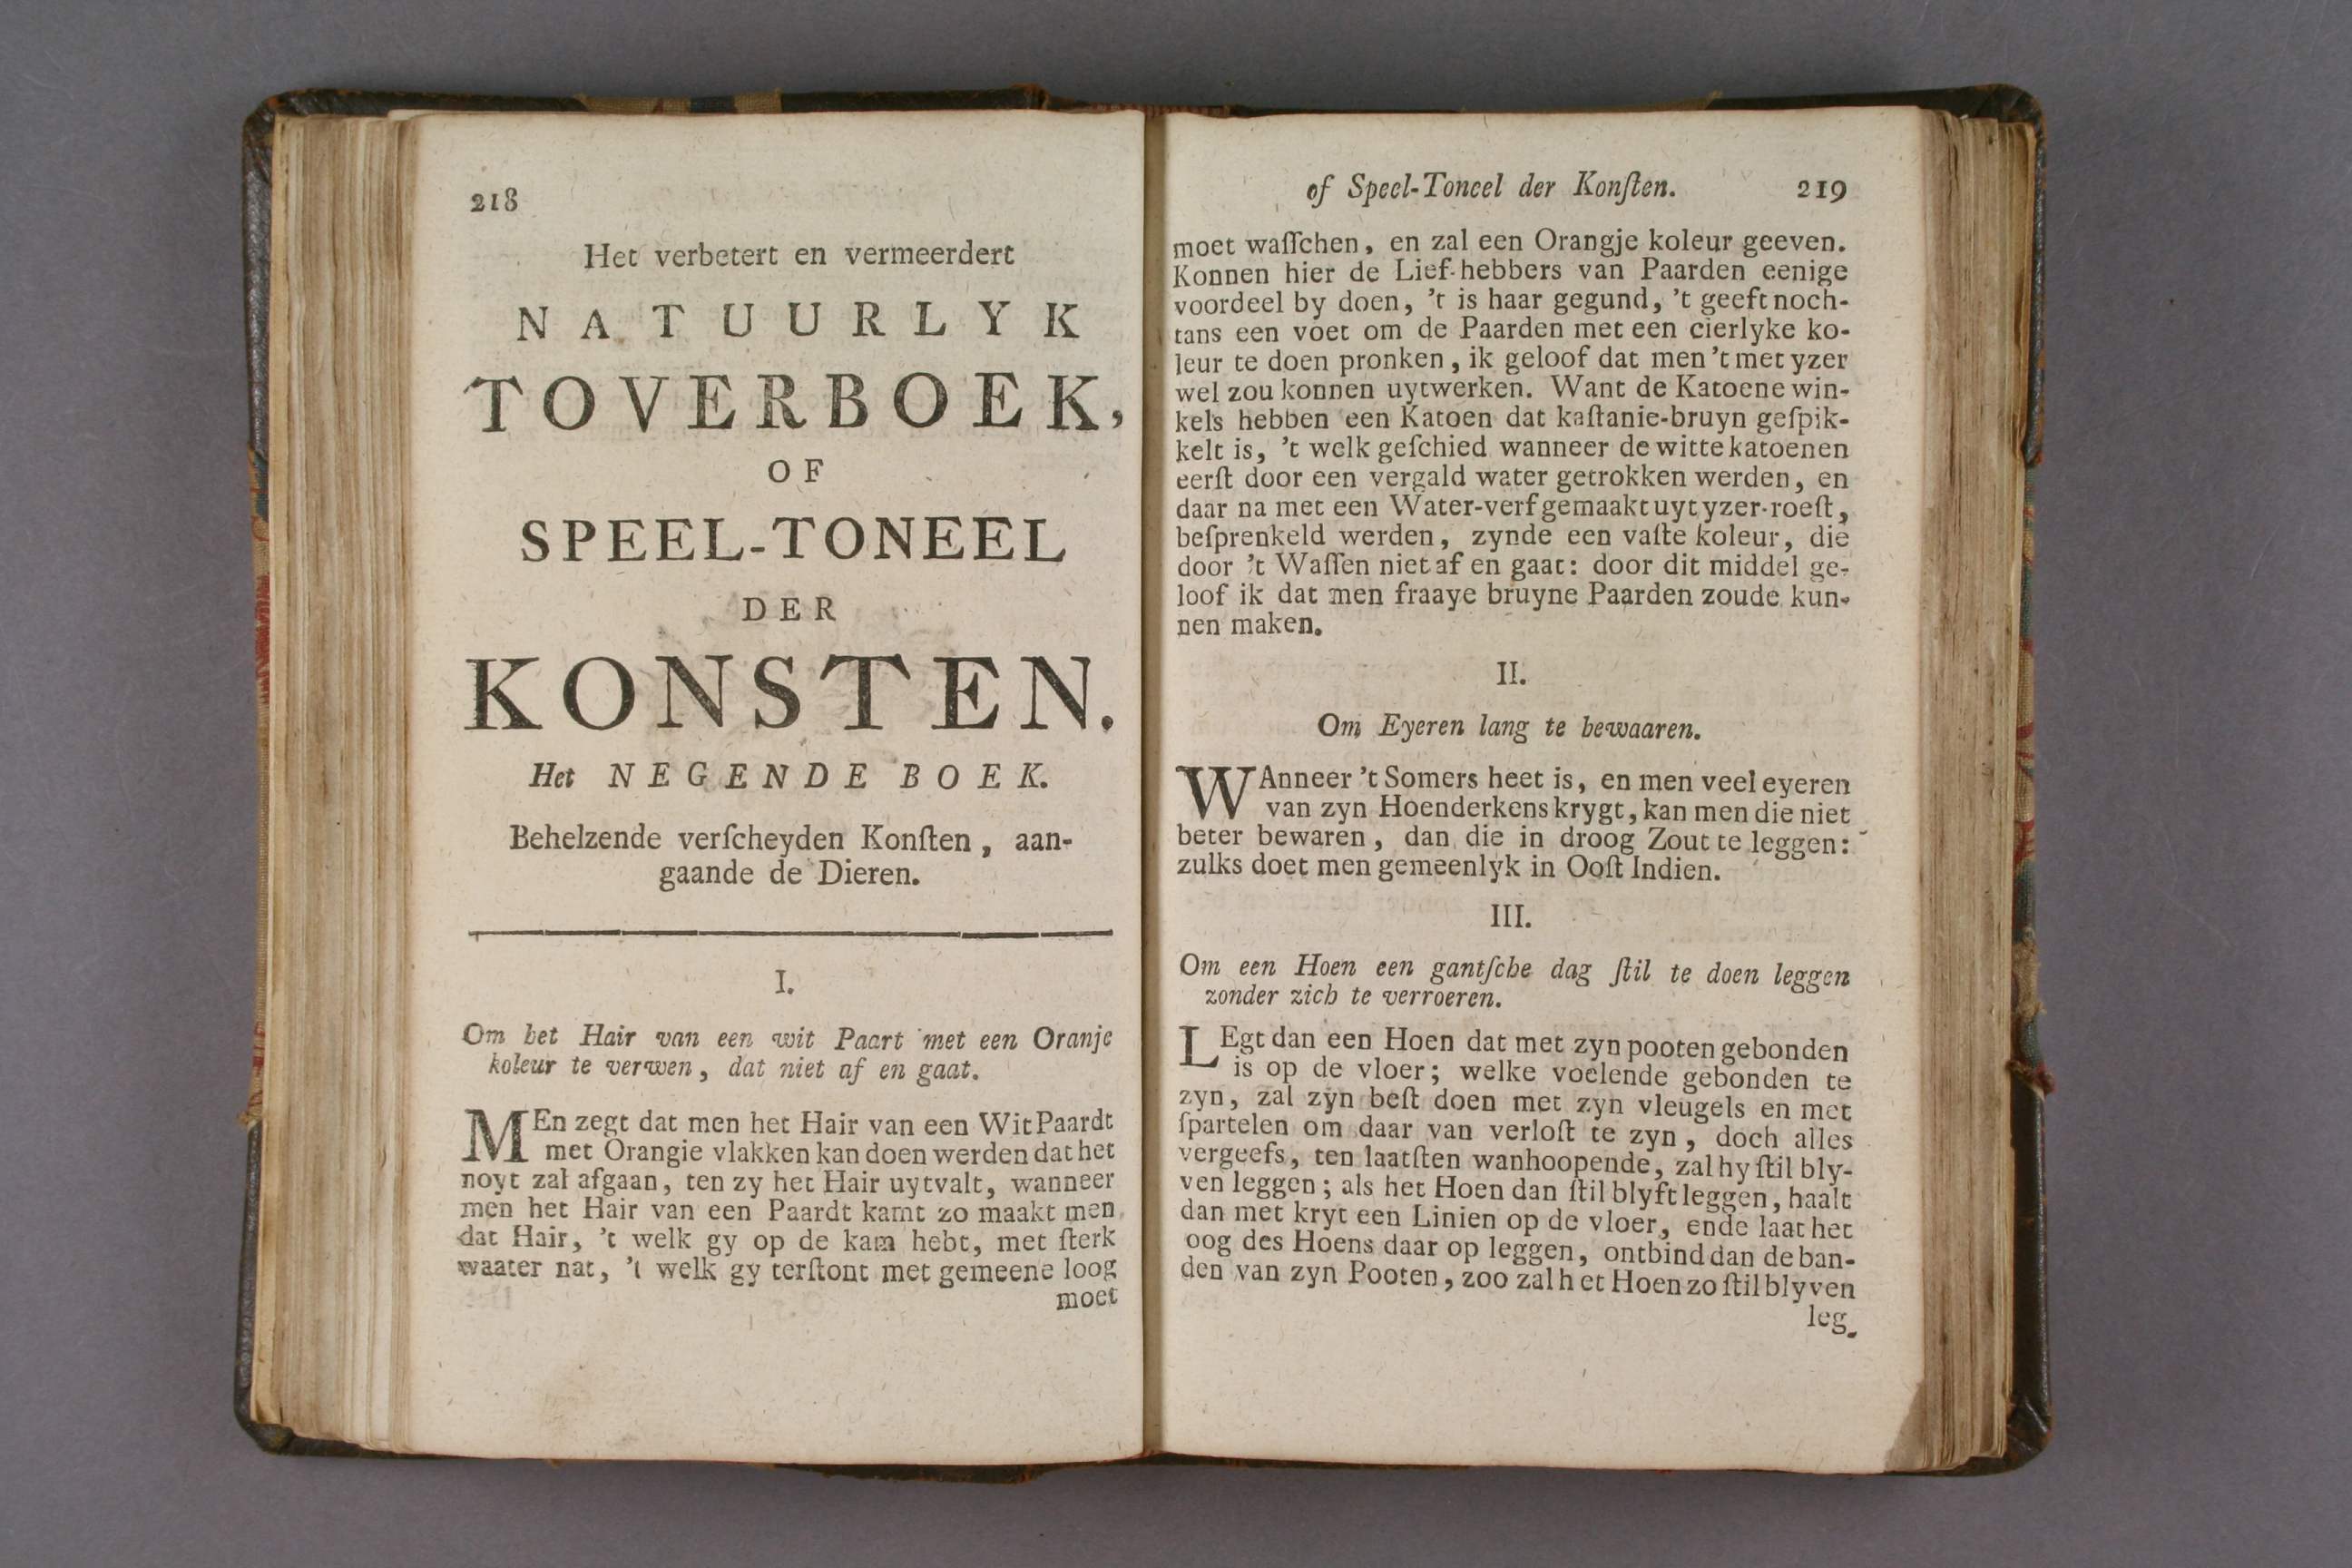 218
Het verbetert en vermeerdert
NATUURLYK
TOVERBOEK,
OF
SPEEL-TONEEL
DER
KONSTEN.
Het NEGENDE BOEK.
Behelzende verſcheyden Konſten, aan-
gaande de Dieren.
I.
Om het Hair van een wit Paart met een Oranje
koleur te verwen, dat niet af en gaat.
MEn zegt dat men het Hair van een Wit Paardt
met Orangie vlakken kan doen werden dat het
noyt zal afgaan, ten zy het Hair uytvalt, wanneer
men het Hair van een Paardt kamt zo maakt men
dat Hair, 't welk gy op de kam hebt, met ſterk
waater nat, 't welk gy terſtont met gemeene loog
moet
of Speel-Toneel der Konſten. 219
moet waſſchen, en zal een Orangje koleur geeven.
Konnen hier de Lief-hebbers van Paarden eenige
voordeel by doen, 't is haar gegund, 't geeft noch-
tans een voet om de Paarden met een cierlyke ko-
leur te doen pronken, ik geloof dat men 't met yzer
wel zou konnen uytwerken. Want de Katoene win-
kels hebben een Katoen dat kaſtanie-bruyn geſpik-
kelt is, 't welk geſchied wanneer de witte katoenen
eerſt door een vergald water getrokken werden, en
daar na met een Water-verf gemaakt uyt yzer-roeſt,
beſprenkeld werden, zynde een vaſte koleur, die
door 't Waſſen niet af en gaat: door dit middel ge-
loof ik dat men fraaye bruyne Paarden zoude kun-
nen maken.
II.
Om Eyeren lang te bewaaren.
WAnneer 't Somers heet is, en men veel eyeren
van zyn Hoenderkens krygt, kan men die niet
beter bewaren, dan die in droog Zout te leggen:
zulks doet men gemeenlyk in Ooſt Indien.
III.
Om een Hoen een gantſche dag ſtil te doen leggen
zonder zich te verroeren.
LEgt dan een Hoen dat met zyn pooten gebonden
is op de vloer; welke voelende gebonden te
zyn, zal zyn beſt doen met zyn vleugels en met
ſpartelen om daar van verloſt te zyn, doch alles
vergeefs, ten laatſten wanhoopende, zal hy ſtil bly-
ven leggen; als het Hoen dan ſtil blyft leggen, haalt
dan met kryt een Linien op de vloer, ende laat het
oog des Hoens daar op leggen, ontbind dan de ban-
den van zyn Pooten, zoo zal het Hoen zo ſtil blyven
leg-